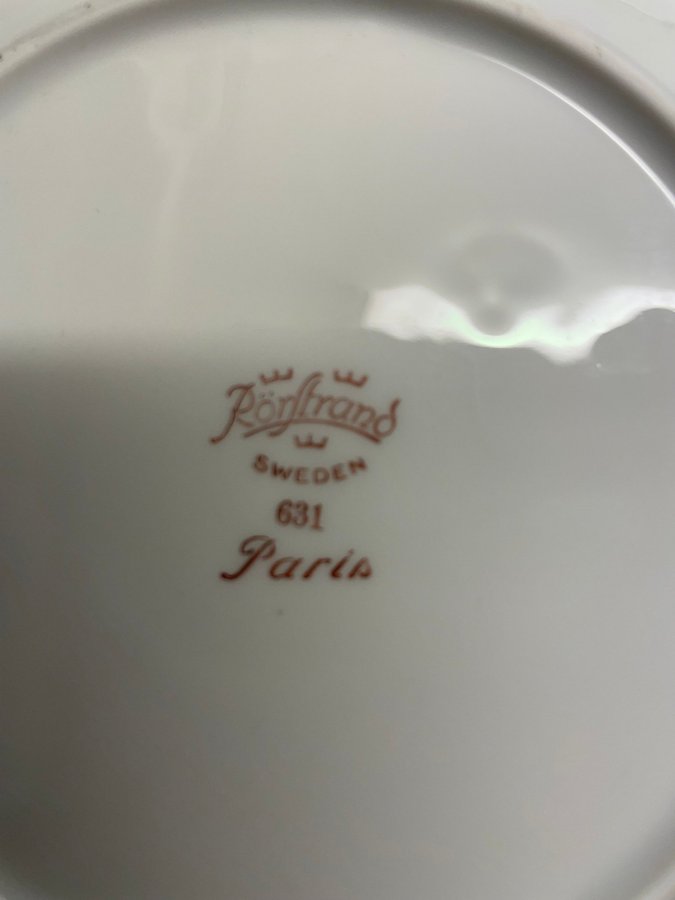 Rörstrand
SWEDEN
631
Paris